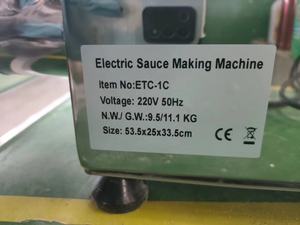 Electric Sauce Making Machine
Item No:ETC-1C
Voltage: 220V 50Hz
N.W./ G.W.:9.5/11.1 KG
Size: 53.5x25x33.5cm
CE